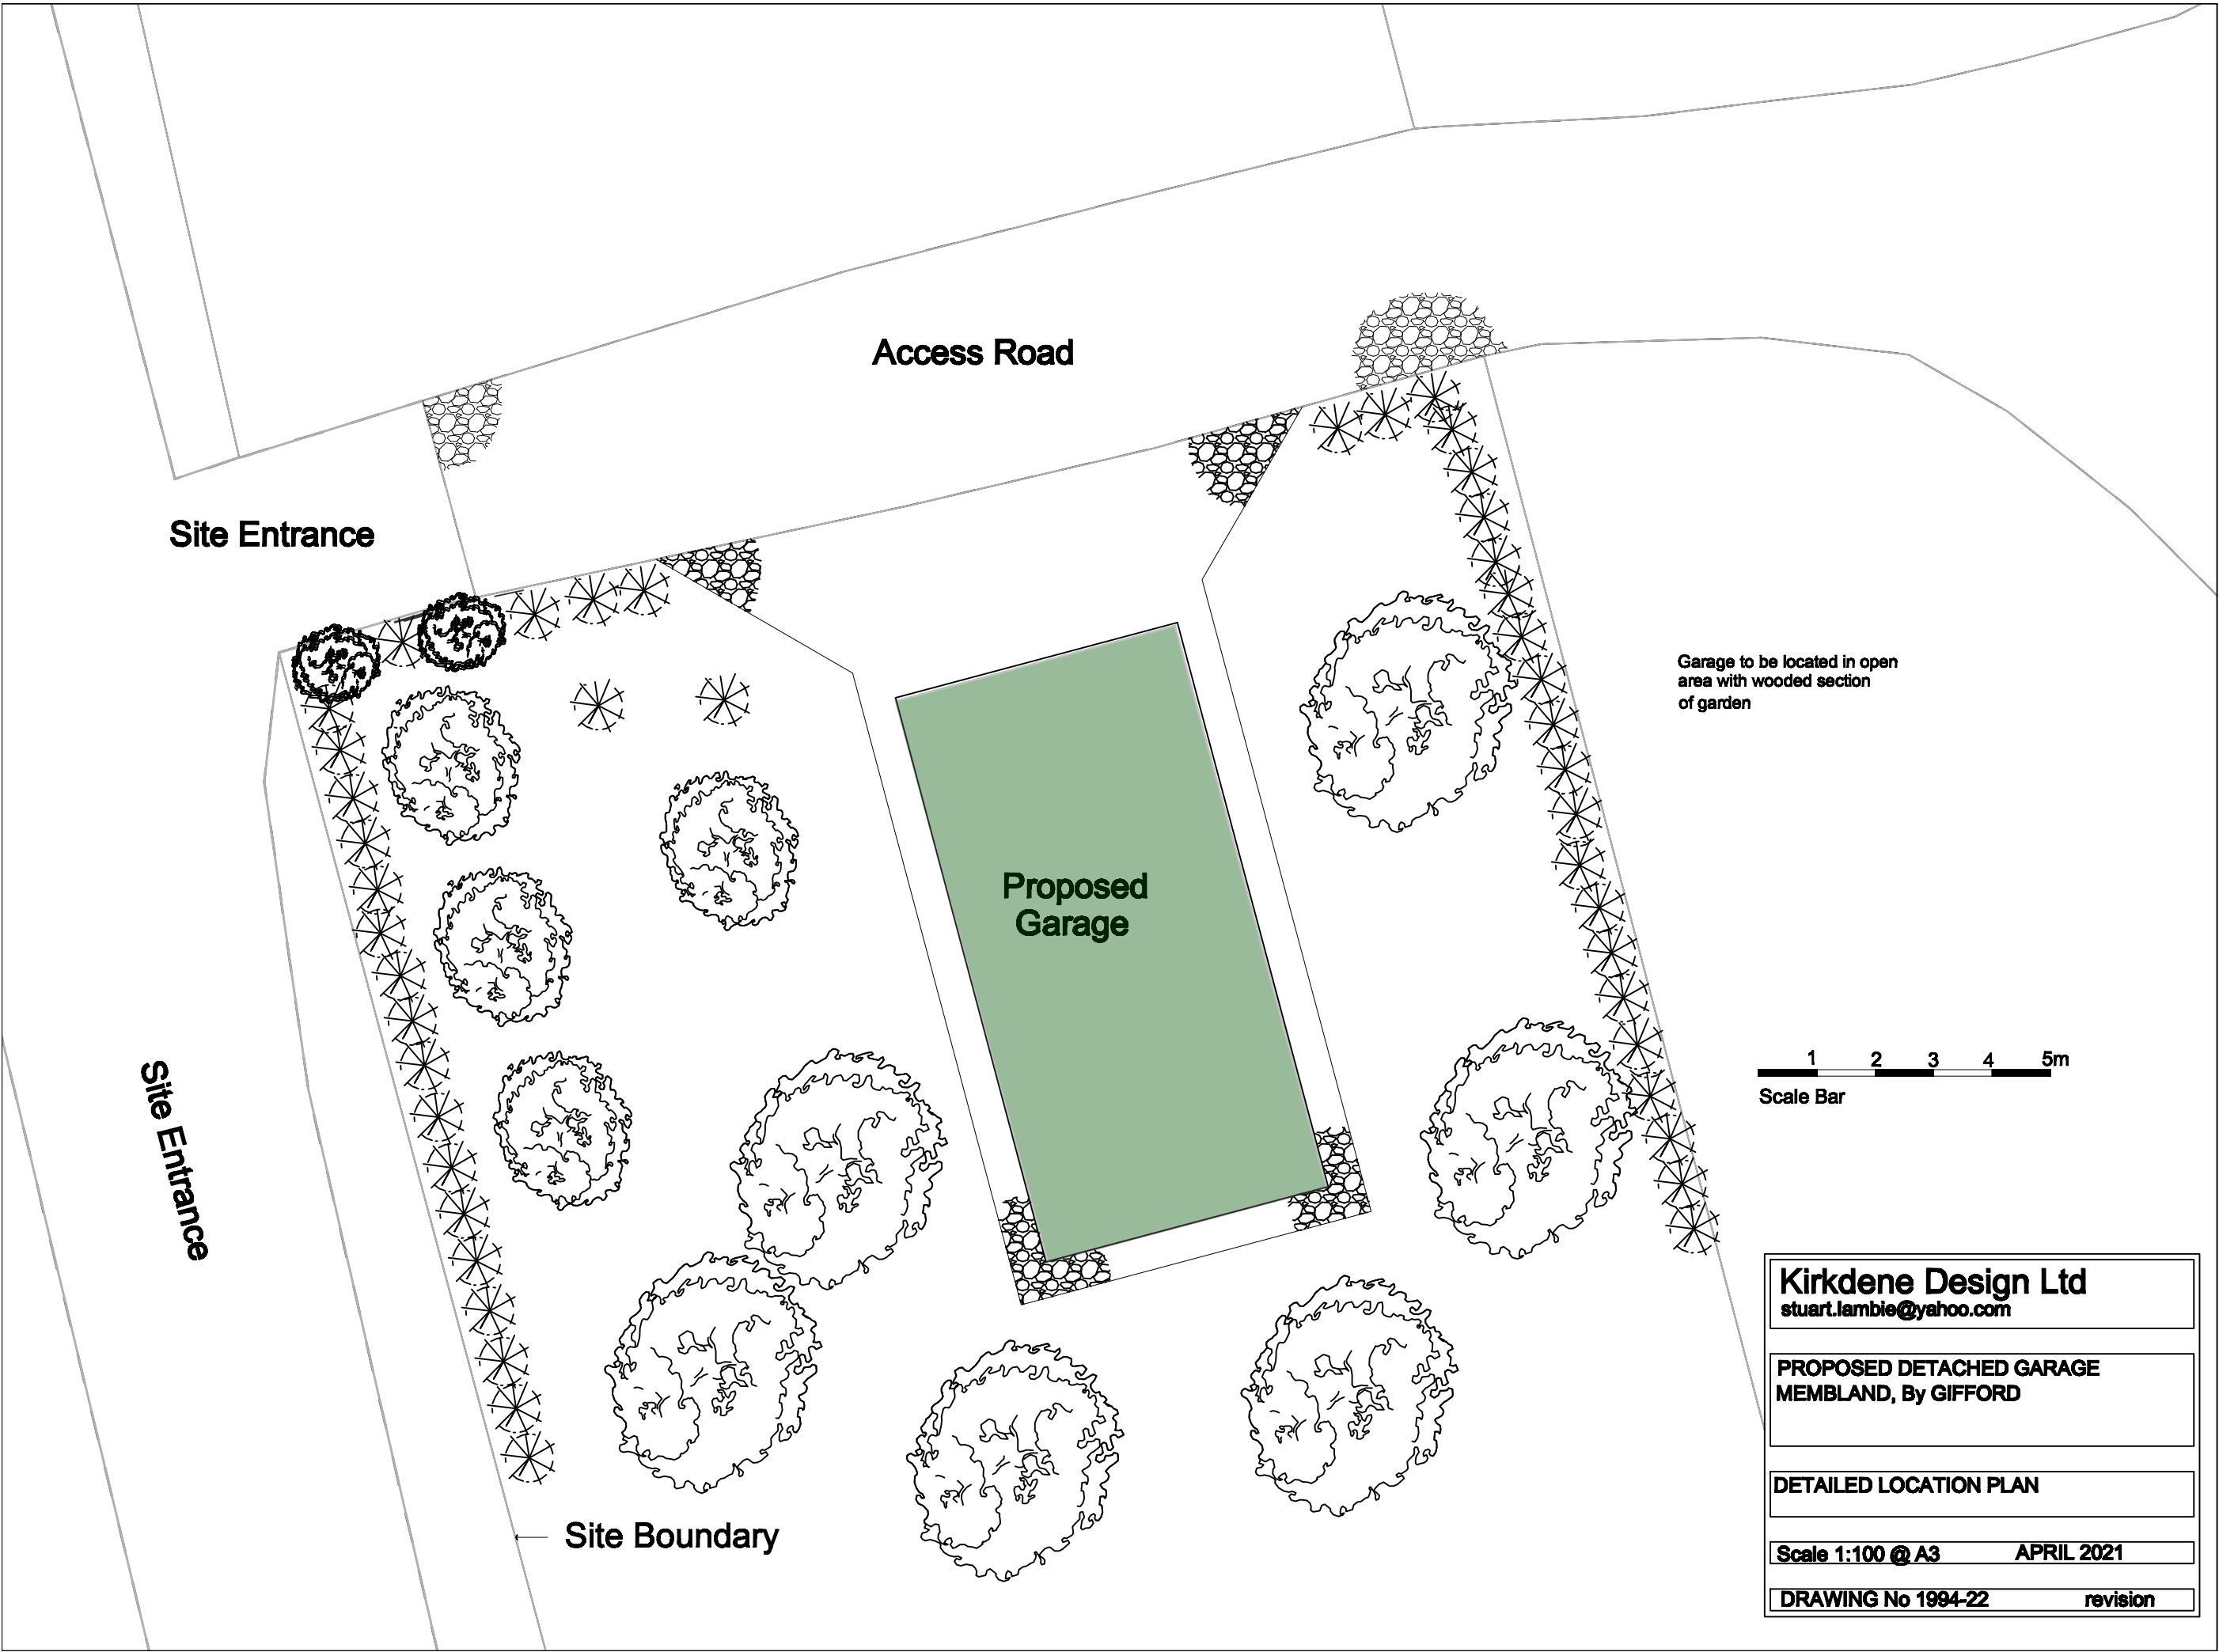 Access Road
Site Entrance
Garage to be located in open
area with wooded section
of garden
Proposed
Garage
1 2 3 4 5m
Scale Bar
Site Entrance
Kirkdene Design Ltd
stuart.lambie@yahoo.com
PROPOSED DETACHED GARAGE
MEMBLAND, By GIFFORD
DETAILED LOCATION PLAN
Site Boundary
Scale 1:100 @ A3 APRIL 2021
DRAWING No 1994-22 revision